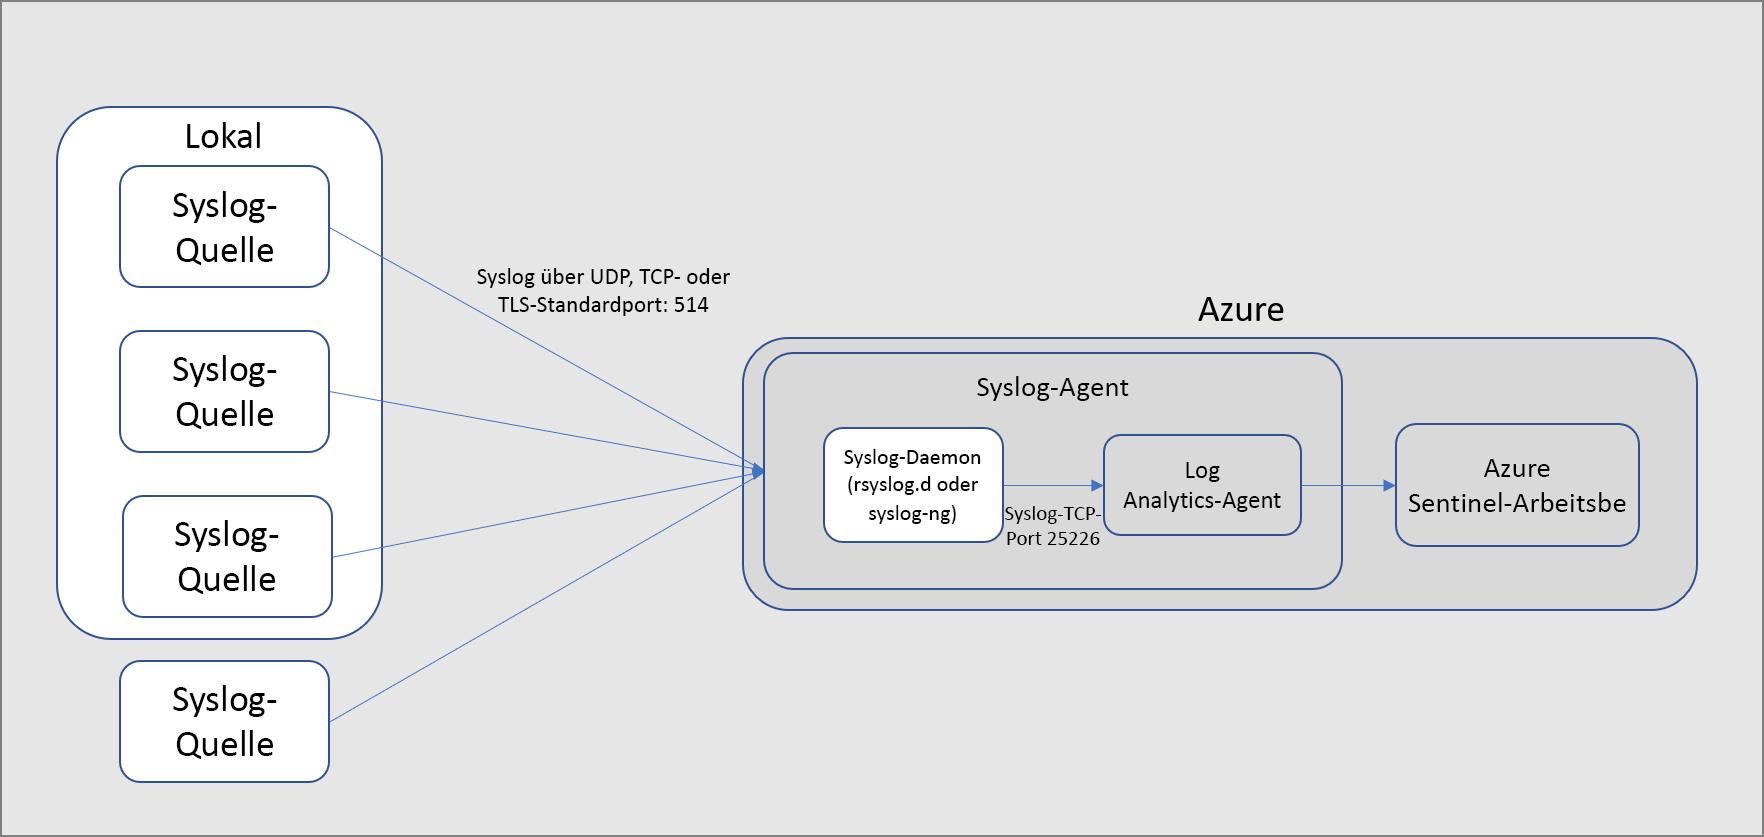 Lokal
Syslog-
Quelle
Syslog-
Quelle
Syslog-
Quelle
Syslog-
Quelle
Syslog über UDP, TCP- oder
TLS-Standardport: 514
Azure
Syslog-Agent
Syslog-Daemon
(rsyslog.d oder
syslog-ng)
Syslog-TCP-
Port 25226
Log
Analytics-Agent
Azure
Sentinel-Arbeitsbe